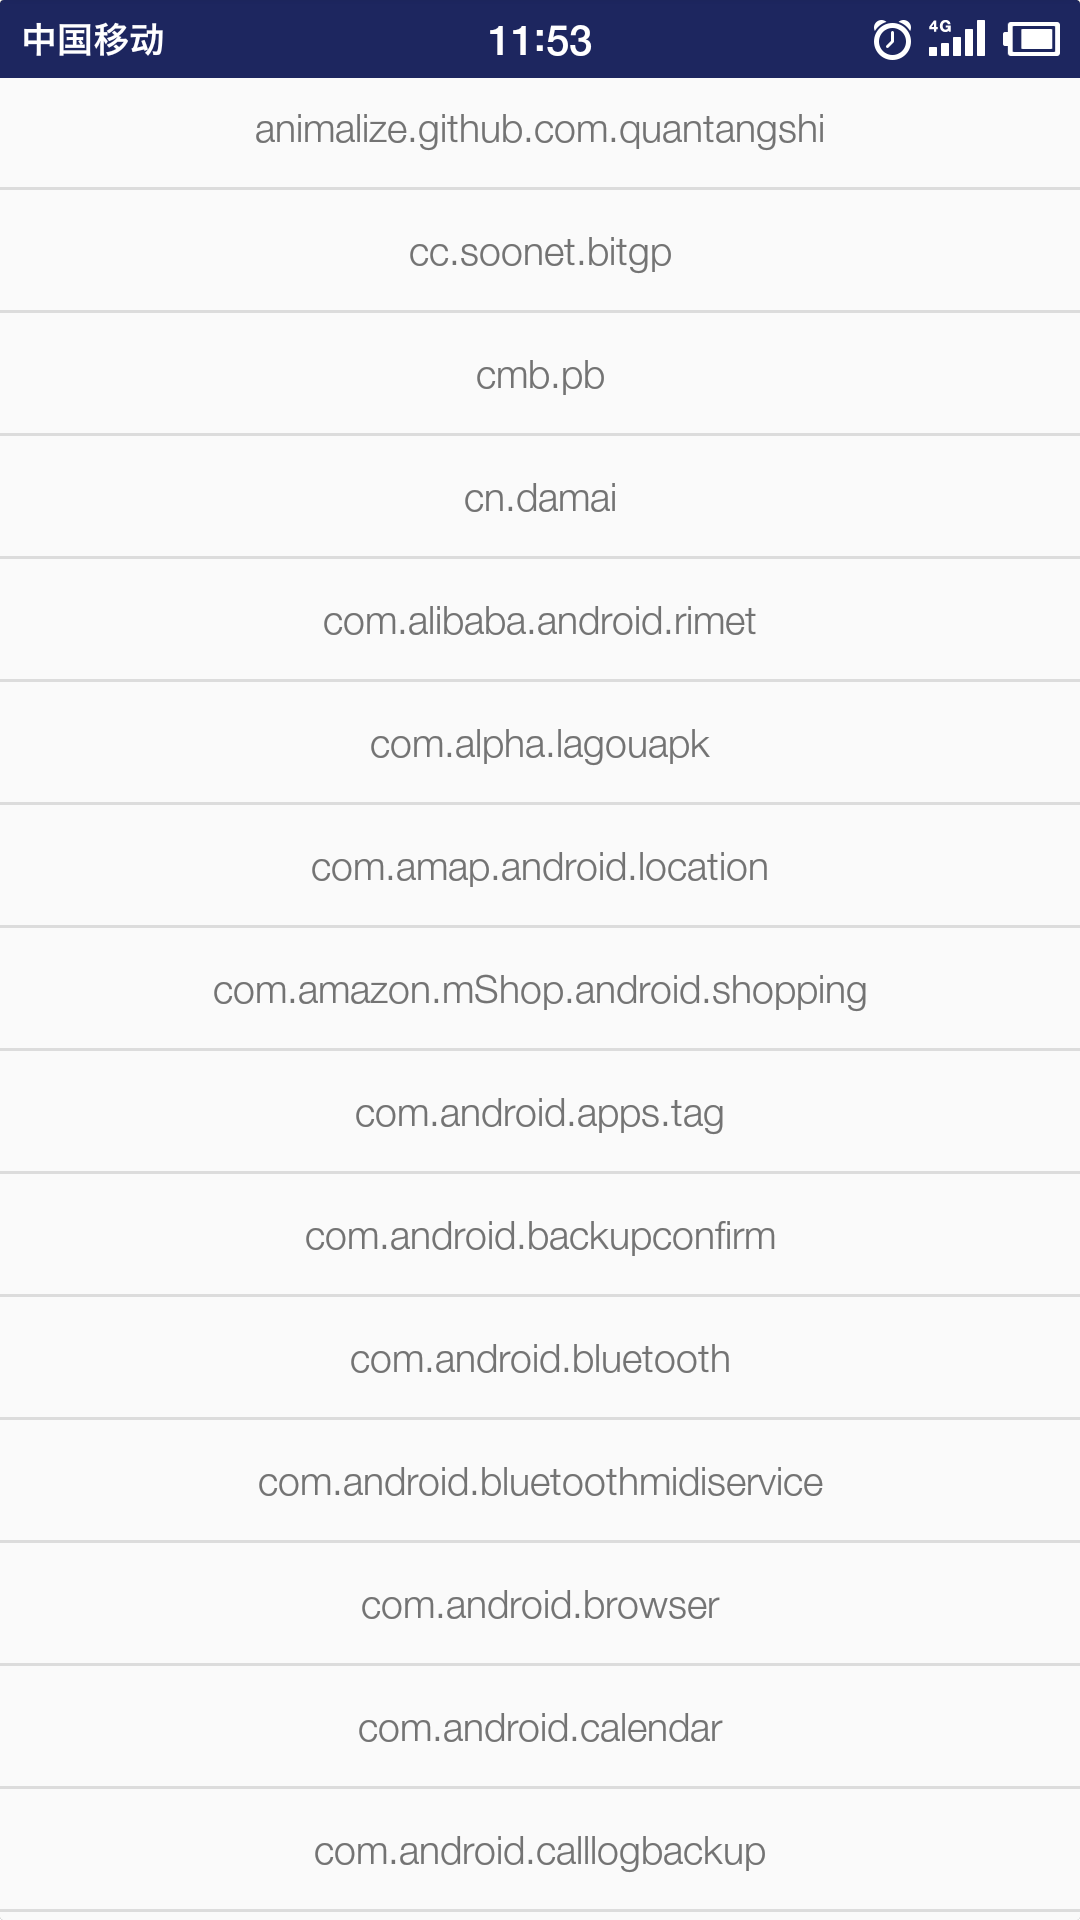 中国移动 11:53 4G
animalize.github.com.quantangshi
cc.soonet.bitgp
cmb.pb
cn.damai
com.alibaba.android.rimet
com.alpha.lagouapk
com.amap.android.location
com.amazon.mShop.android.shopping
com.android.apps.tag
com.android.backupconfirm
com.android.bluetooth
com.android.bluetoothmidiservice
com.android.browser
com.android.calendar
com.android.calllogbackup